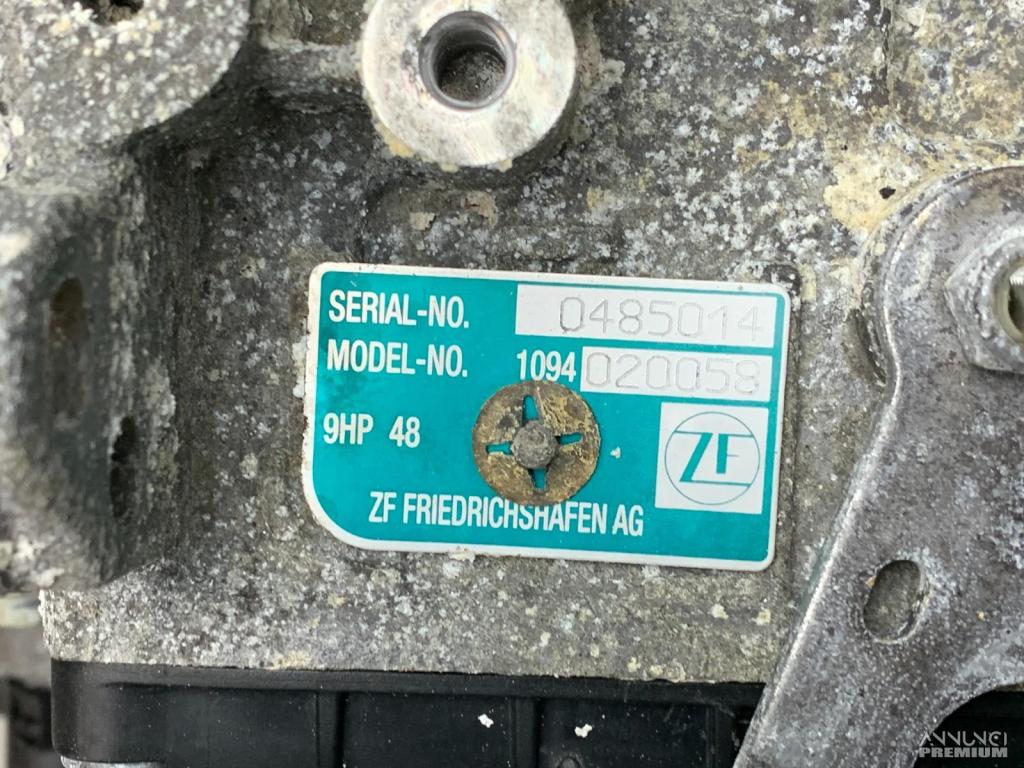 SERIAL-NO. 0485014
MODEL-NO. 1094 020058
9HP 48
ZF
ZF FRIEDRICHSHAFEN AG
ANNUNCI
PREMIUM